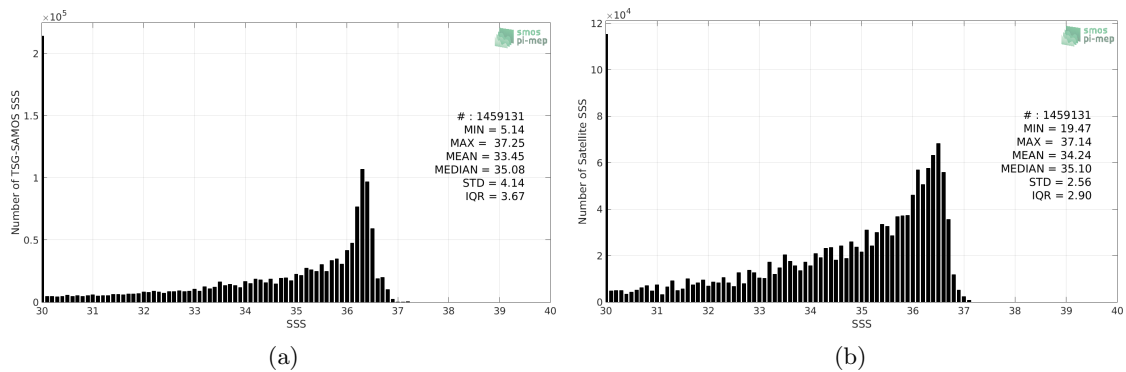 ×10⁵
smos
pi-mep
2
1.5
1
0.5
0
Number of TSG-SAMOS SSS
# : 1459131
MIN = 5.14
MAX = 37.25
MEAN = 33.45
MEDIAN = 35.08
STD = 4.14
IQR = 3.67
30 31 32 33 34 35 36 37 38 39 40
SSS
(a)
12 ×10⁴
smos
pi-mep
10
8
6
4
2
0
Number of Satellite SSS
# : 1459131
MIN = 19.47
MAX = 37.14
MEAN = 34.24
MEDIAN = 35.10
STD = 2.56
IQR = 2.90
30 31 32 33 34 35 36 37 38 39 40
SSS
(b)